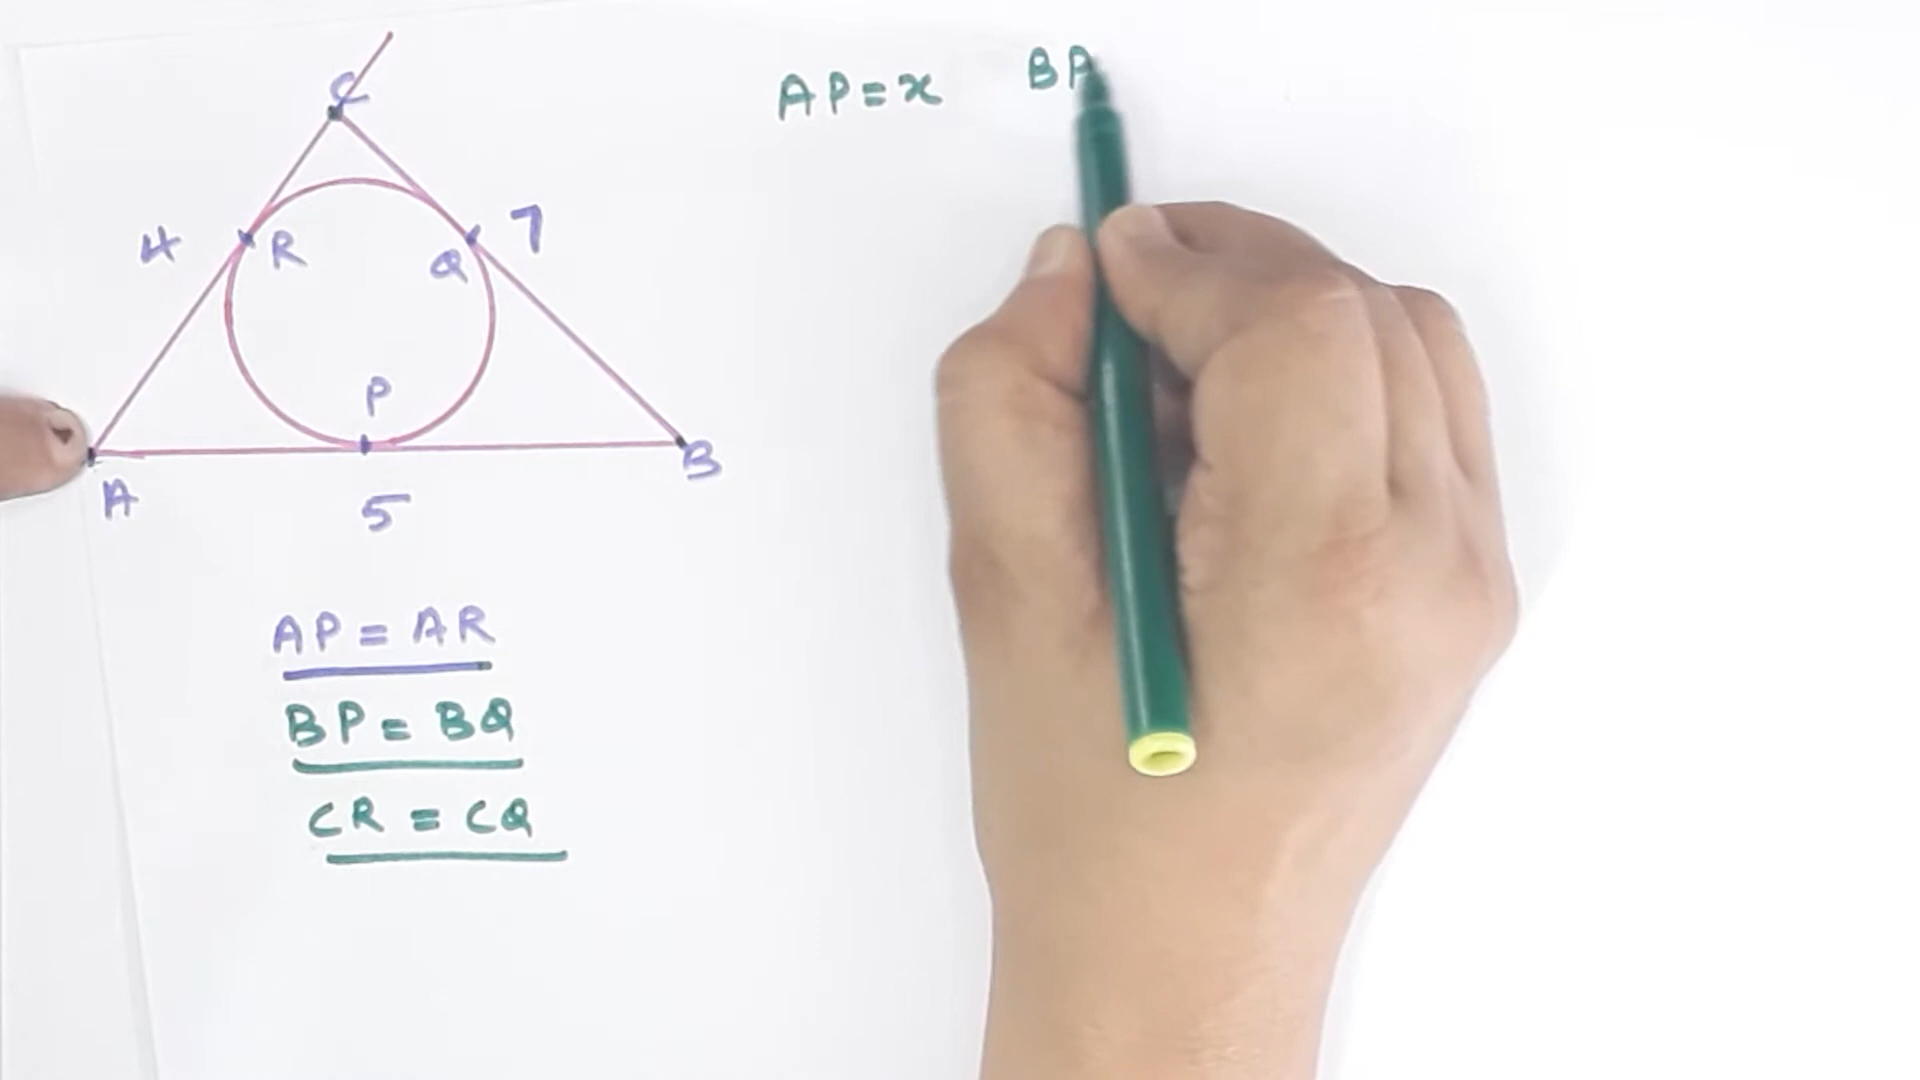 C
AP=x
BP
4
R
Q
7
P
A
B
5
AP = AR
BP = BQ
CR = CQ